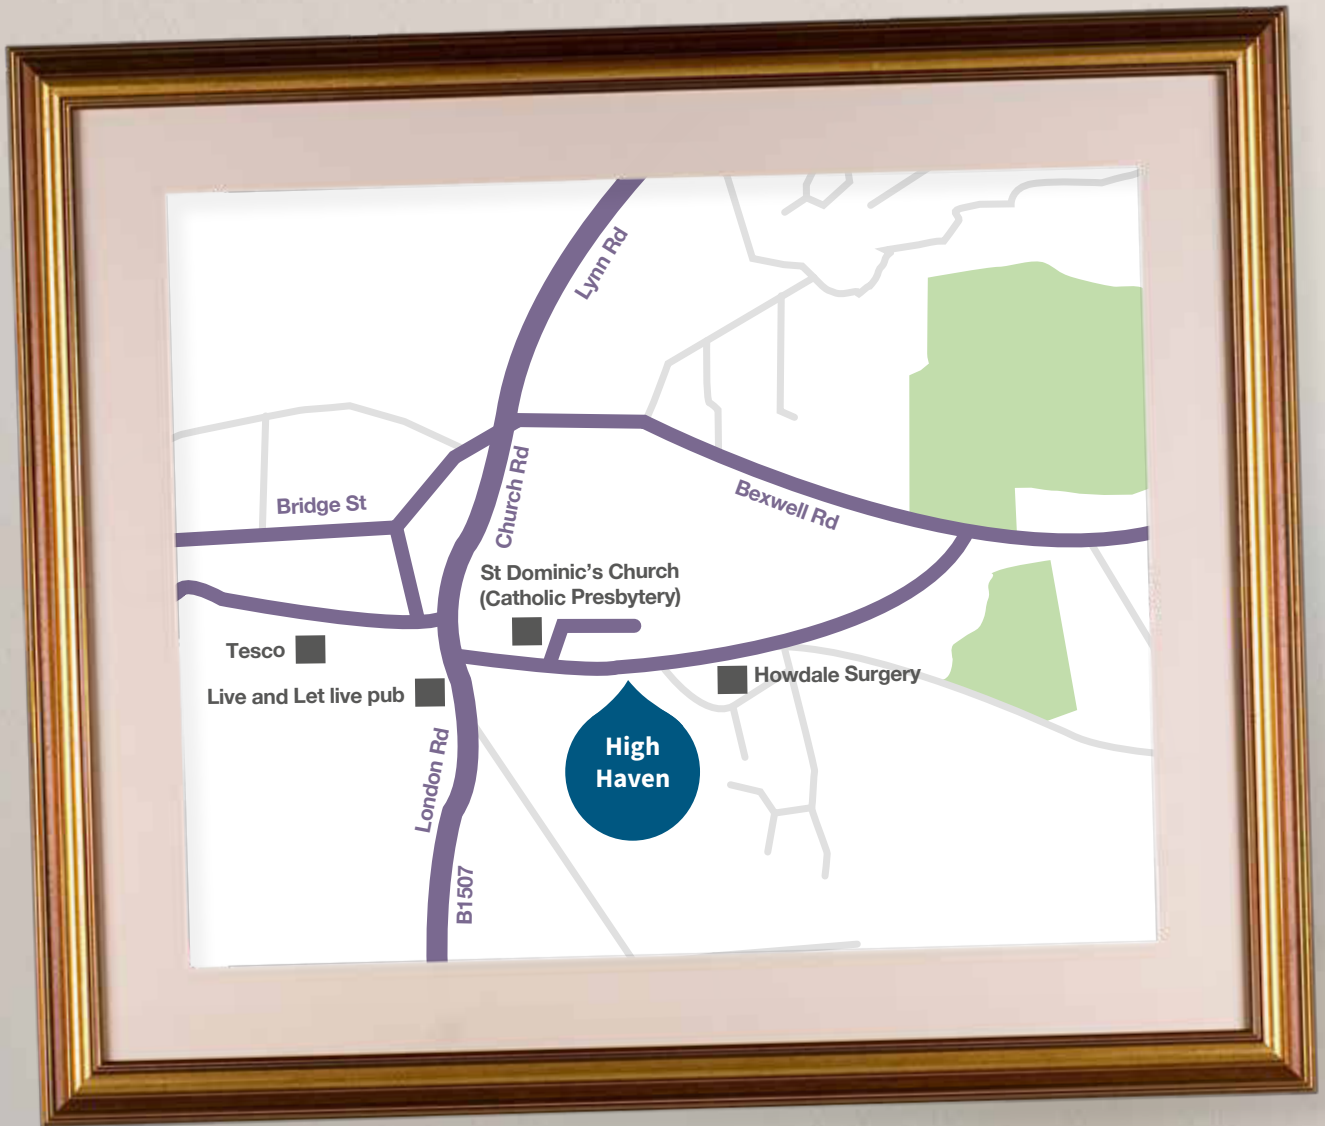 Lynn Rd
Church Rd
Bridge St
Bexwell Rd
St Dominic’s Church
(Catholic Presbytery)
Tesco
Howdale Surgery
Live and Let live pub
High
Haven
London Rd
B1507